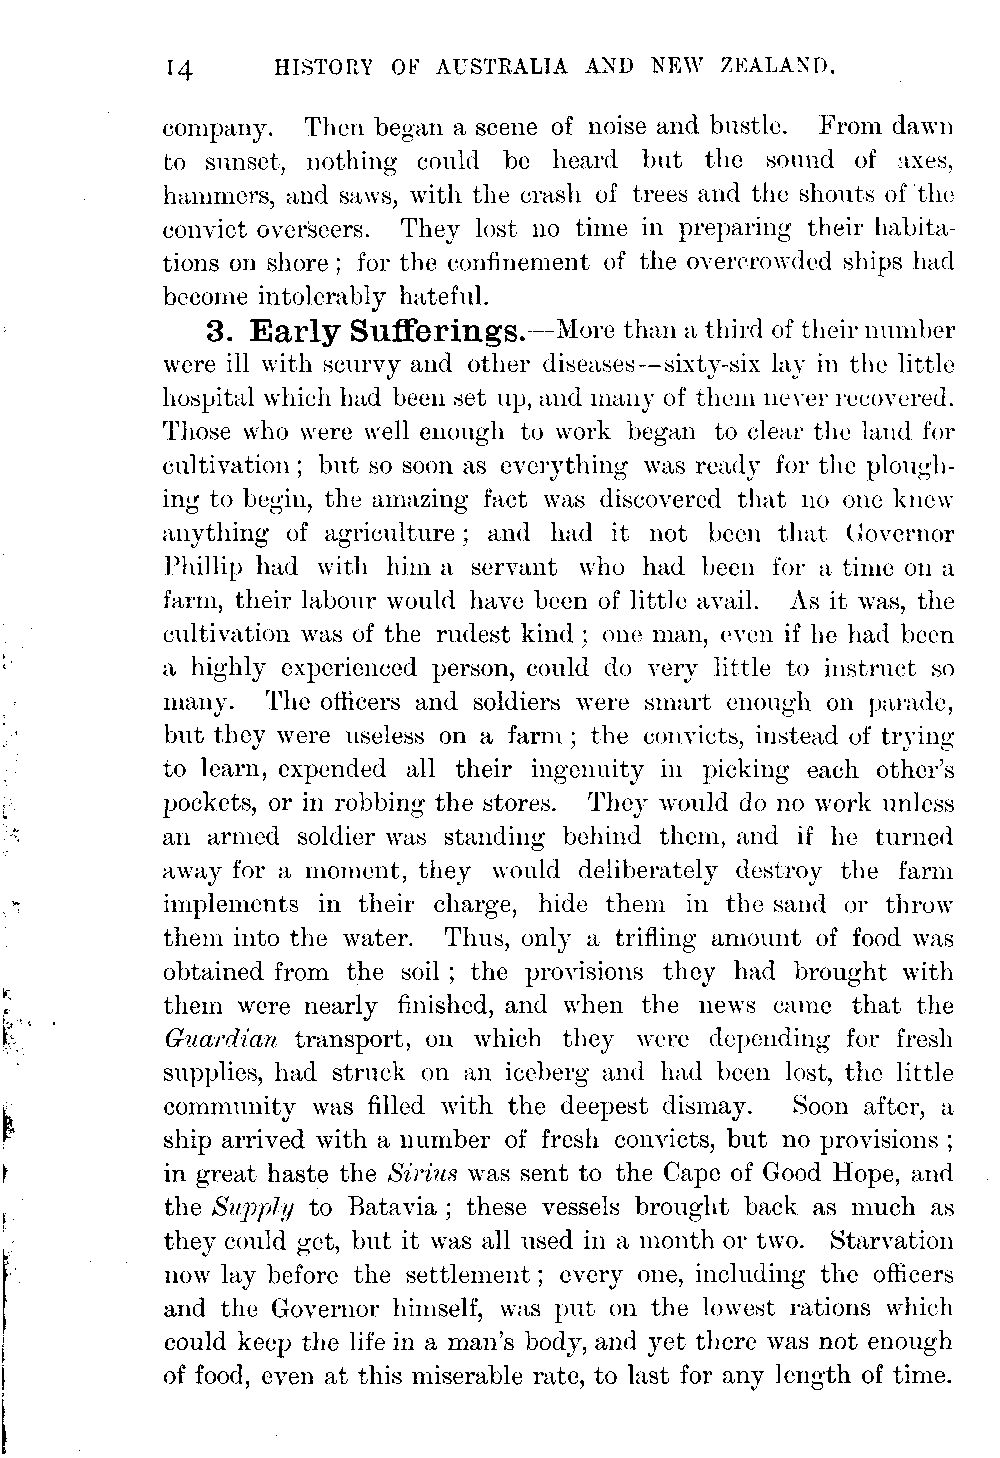 14 HISTORY OF AUSTRALIA AND NEW ZEALAND.
company. Then began a scene of noise and bustle. From dawn
to sunset, nothing could be heard but the sound of axes,
hammers, and saws, with the crash of trees and the shouts of the
convict overseers. They lost no time in preparing their habita-
tions on shore; for the confinement of the overcrowded ships had
become intolerably hateful.
3. Early Sufferings.—More than a third of their number
were ill with scurvy and other diseases—sixty-six lay in the little
hospital which had been set up, and many of them never recovered.
Those who were well enough to work began to clear the land for
cultivation; but so soon as everything was ready for the plough-
ing to begin, the amazing fact was discovered that no one knew
anything of agriculture; and had it not been that Governor
Phillip had with him a servant who had been for a time on a
farm, their labour would have been of little avail. As it was, the
cultivation was of the rudest kind; one man, even if he had been
a highly experienced person, could do very little to instruct so
many. The officers and soldiers were smart enough on parade,
but they were useless on a farm; the convicts, instead of trying
to learn, expended all their ingenuity in picking each other's
pockets, or in robbing the stores. They would do no work unless
an armed soldier was standing behind them, and if he turned
away for a moment, they would deliberately destroy the farm
implements in their charge, hide them in the sand or throw
them into the water. Thus, only a trifling amount of food was
obtained from the soil; the provisions they had brought with
them were nearly finished, and when the news came that the
Guardian transport, on which they were depending for fresh
supplies, had struck on an iceberg and had been lost, the little
community was filled with the deepest dismay. Soon after, a
ship arrived with a number of fresh convicts, but no provisions;
in great haste the Sirius was sent to the Cape of Good Hope, and
the Supply to Batavia; these vessels brought back as much as
they could get, but it was all used in a month or two. Starvation
now lay before the settlement; every one, including the officers
and the Governor himself, was put on the lowest rations which
could keep the life in a man's body, and yet there was not enough
of food, even at this miserable rate, to last for any length of time.